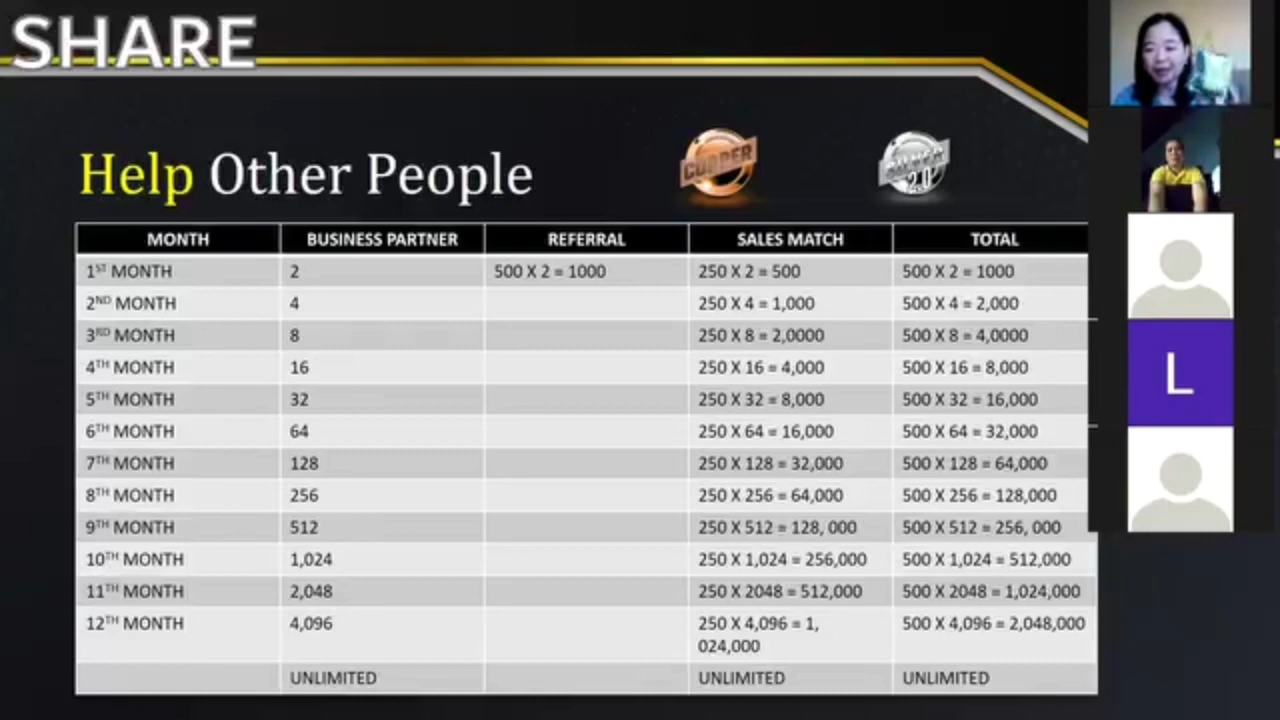 SHARE
Help Other People
COPPER
2.0
MONTH BUSINESS PARTNER REFERRAL SALES MATCH TOTAL
1ST MONTH 2 500 X 2 = 1000 250 X 2 = 500 500 X 2 = 1000
2ND MONTH 4 250 X 4 = 1,000 500 X 4 = 2,000
3RD MONTH 8 250 X 8 = 2,0000 500 X 8 = 4,0000
4TH MONTH 16 250 X 16 = 4,000 500 X 16 = 8,000
5TH MONTH 32 250 X 32 = 8,000 500 X 32 = 16,000
6TH MONTH 64 250 X 64 = 16,000 500 X 64 = 32,000
7TH MONTH 128 250 X 128 = 32,000 500 X 128 = 64,000
8TH MONTH 256 250 X 256 = 64,000 500 X 256 = 128,000
9TH MONTH 512 250 X 512 = 128, 000 500 X 512 = 256, 000
10TH MONTH 1,024 250 X 1,024 = 256,000 500 X 1,024 = 512,000
11TH MONTH 2,048 250 X 2048 = 512,000 500 X 2048 = 1,024,000
12TH MONTH 4,096 250 X 4,096 = 1, 500 X 4,096 = 2,048,000
024,000
UNLIMITED UNLIMITED UNLIMITED
L